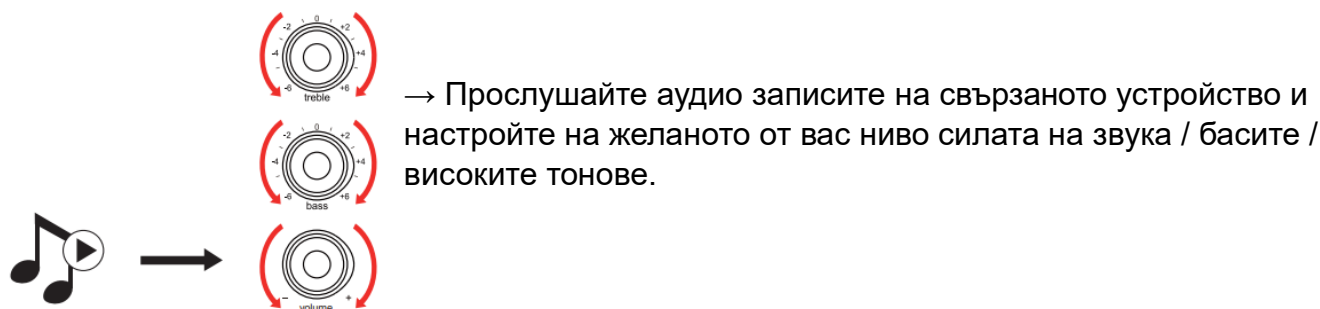 -2 0 +2
-4 +4
-6 +6
treble
→ Прослушайте аудио записите на свързаното устройство и
настройте на желаното от вас ниво силата на звука / басите /
високите тонове.
-2 0 +2
-4 +4
-6 +6
bass
- +
volume